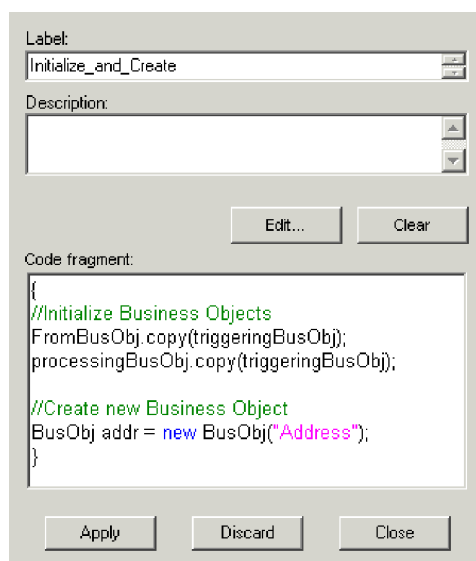 Label:
Initialize_and_Create
Description:
Edit... Clear
Code fragment:
{
//Initialize Business Objects
FromBusObj.copy(triggeringBusObj);
processingBusObj.copy(triggeringBusObj);
//Create new Business Object
BusObj addr = new BusObj("Address");
}
Apply Discard Close